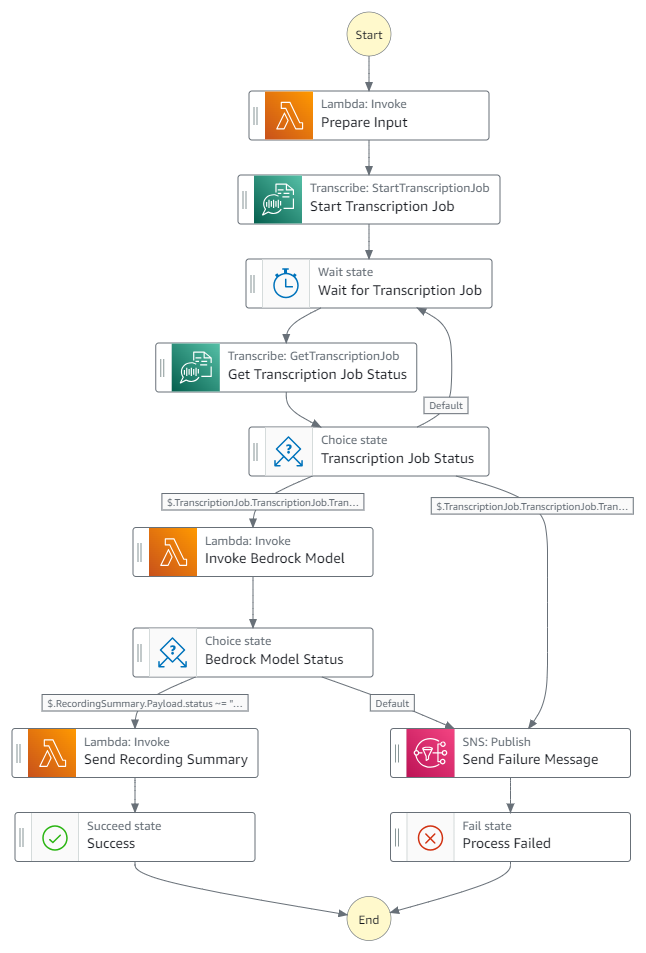 Start
Lambda: Invoke
Prepare Input
Transcribe: StartTranscriptionJob
Start Transcription Job
Wait state
Wait for Transcription Job
Transcribe: GetTranscriptionJob
Get Transcription Job Status
Default
Choice state
Transcription Job Status
$.TranscriptionJob.TranscriptionJob.Tran...
$.TranscriptionJob.TranscriptionJob.Tran...
Lambda: Invoke
Invoke Bedrock Model
Choice state
Bedrock Model Status
$.RecordingSummary.Payload.status ~= "...
Default
Lambda: Invoke
Send Recording Summary
SNS: Publish
Send Failure Message
Succeed state
Success
Fail state
Process Failed
End